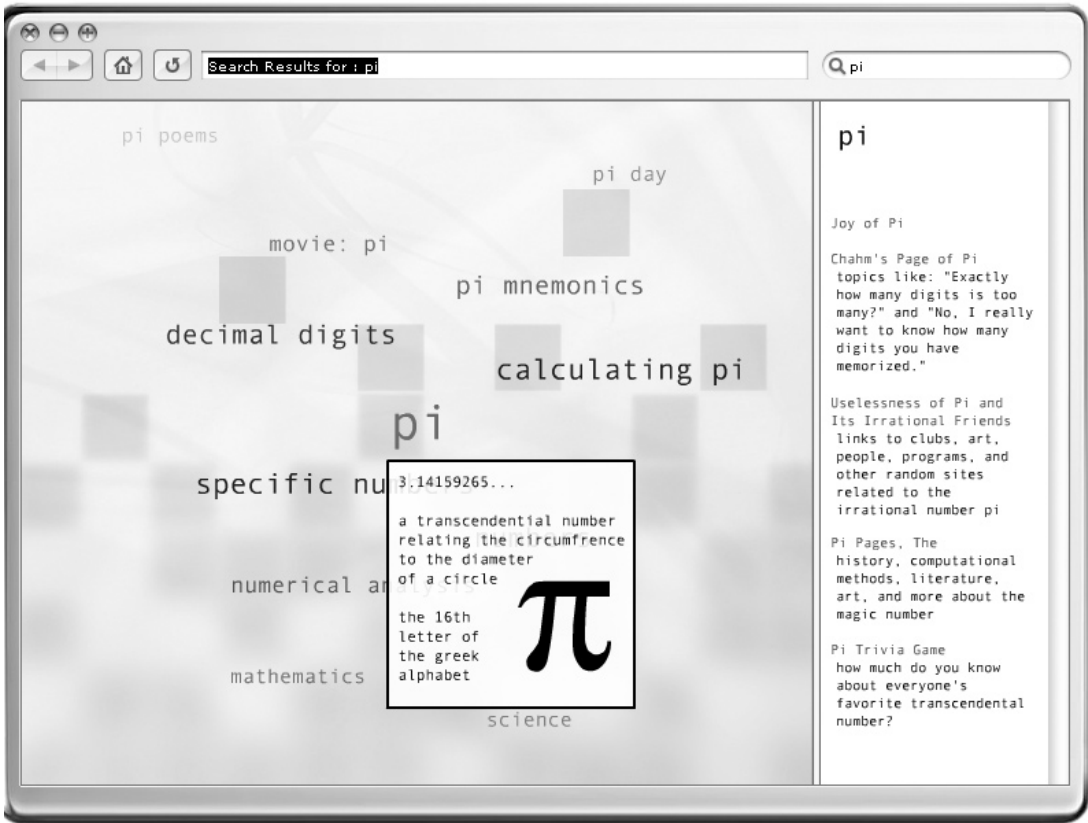 Search Results for : pi
pi
pi poems
pi day
movie: pi
pi mnemonics
decimal digits
calculating pi
pi
specific numbers
3.14159265...
a transcendential number
relating the circumfrence
to the diameter
of a circle
the 16th
letter of
the greek
alphabet
π
numerical analysis
mathematics
science
pi
Joy of Pi
Chahm's Page of Pi
topics like: "Exactly
how many digits is too
many?" and "No, I really
want to know how many
digits you have
memorized."
Uselessness of Pi and
Its Irrational Friends
links to clubs, art,
people, programs, and
other random sites
related to the
irrational number pi
Pi Pages, The
history, computational
methods, literature,
art, and more about the
magic number
Pi Trivia Game
how much do you know
about everyone's
favorite transcendental
number?